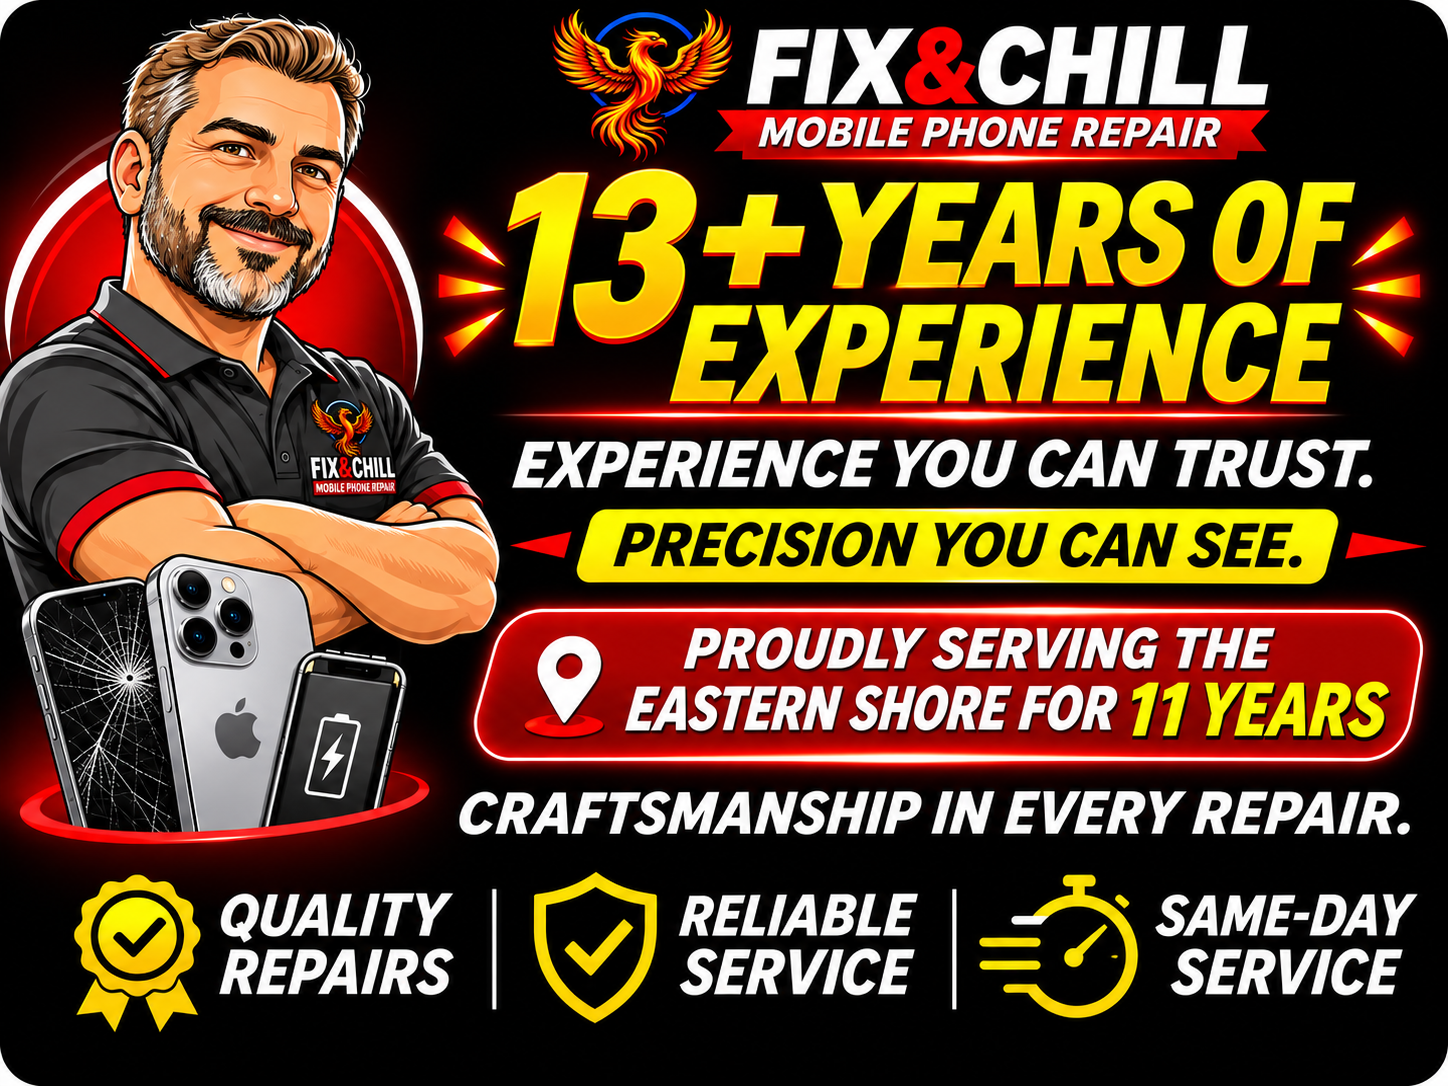 FIX&CHILL
MOBILE PHONE REPAIR
13+ YEARS OF
EXPERIENCE
EXPERIENCE YOU CAN TRUST.
PRECISION YOU CAN SEE.
PROUDLY SERVING THE
EASTERN SHORE FOR 11 YEARS
CRAFTSMANSHIP IN EVERY REPAIR.
QUALITY
REPAIRS
RELIABLE
SERVICE
SAME-DAY
SERVICE
FIX&CHILL
MOBILE PHONE REPAIR